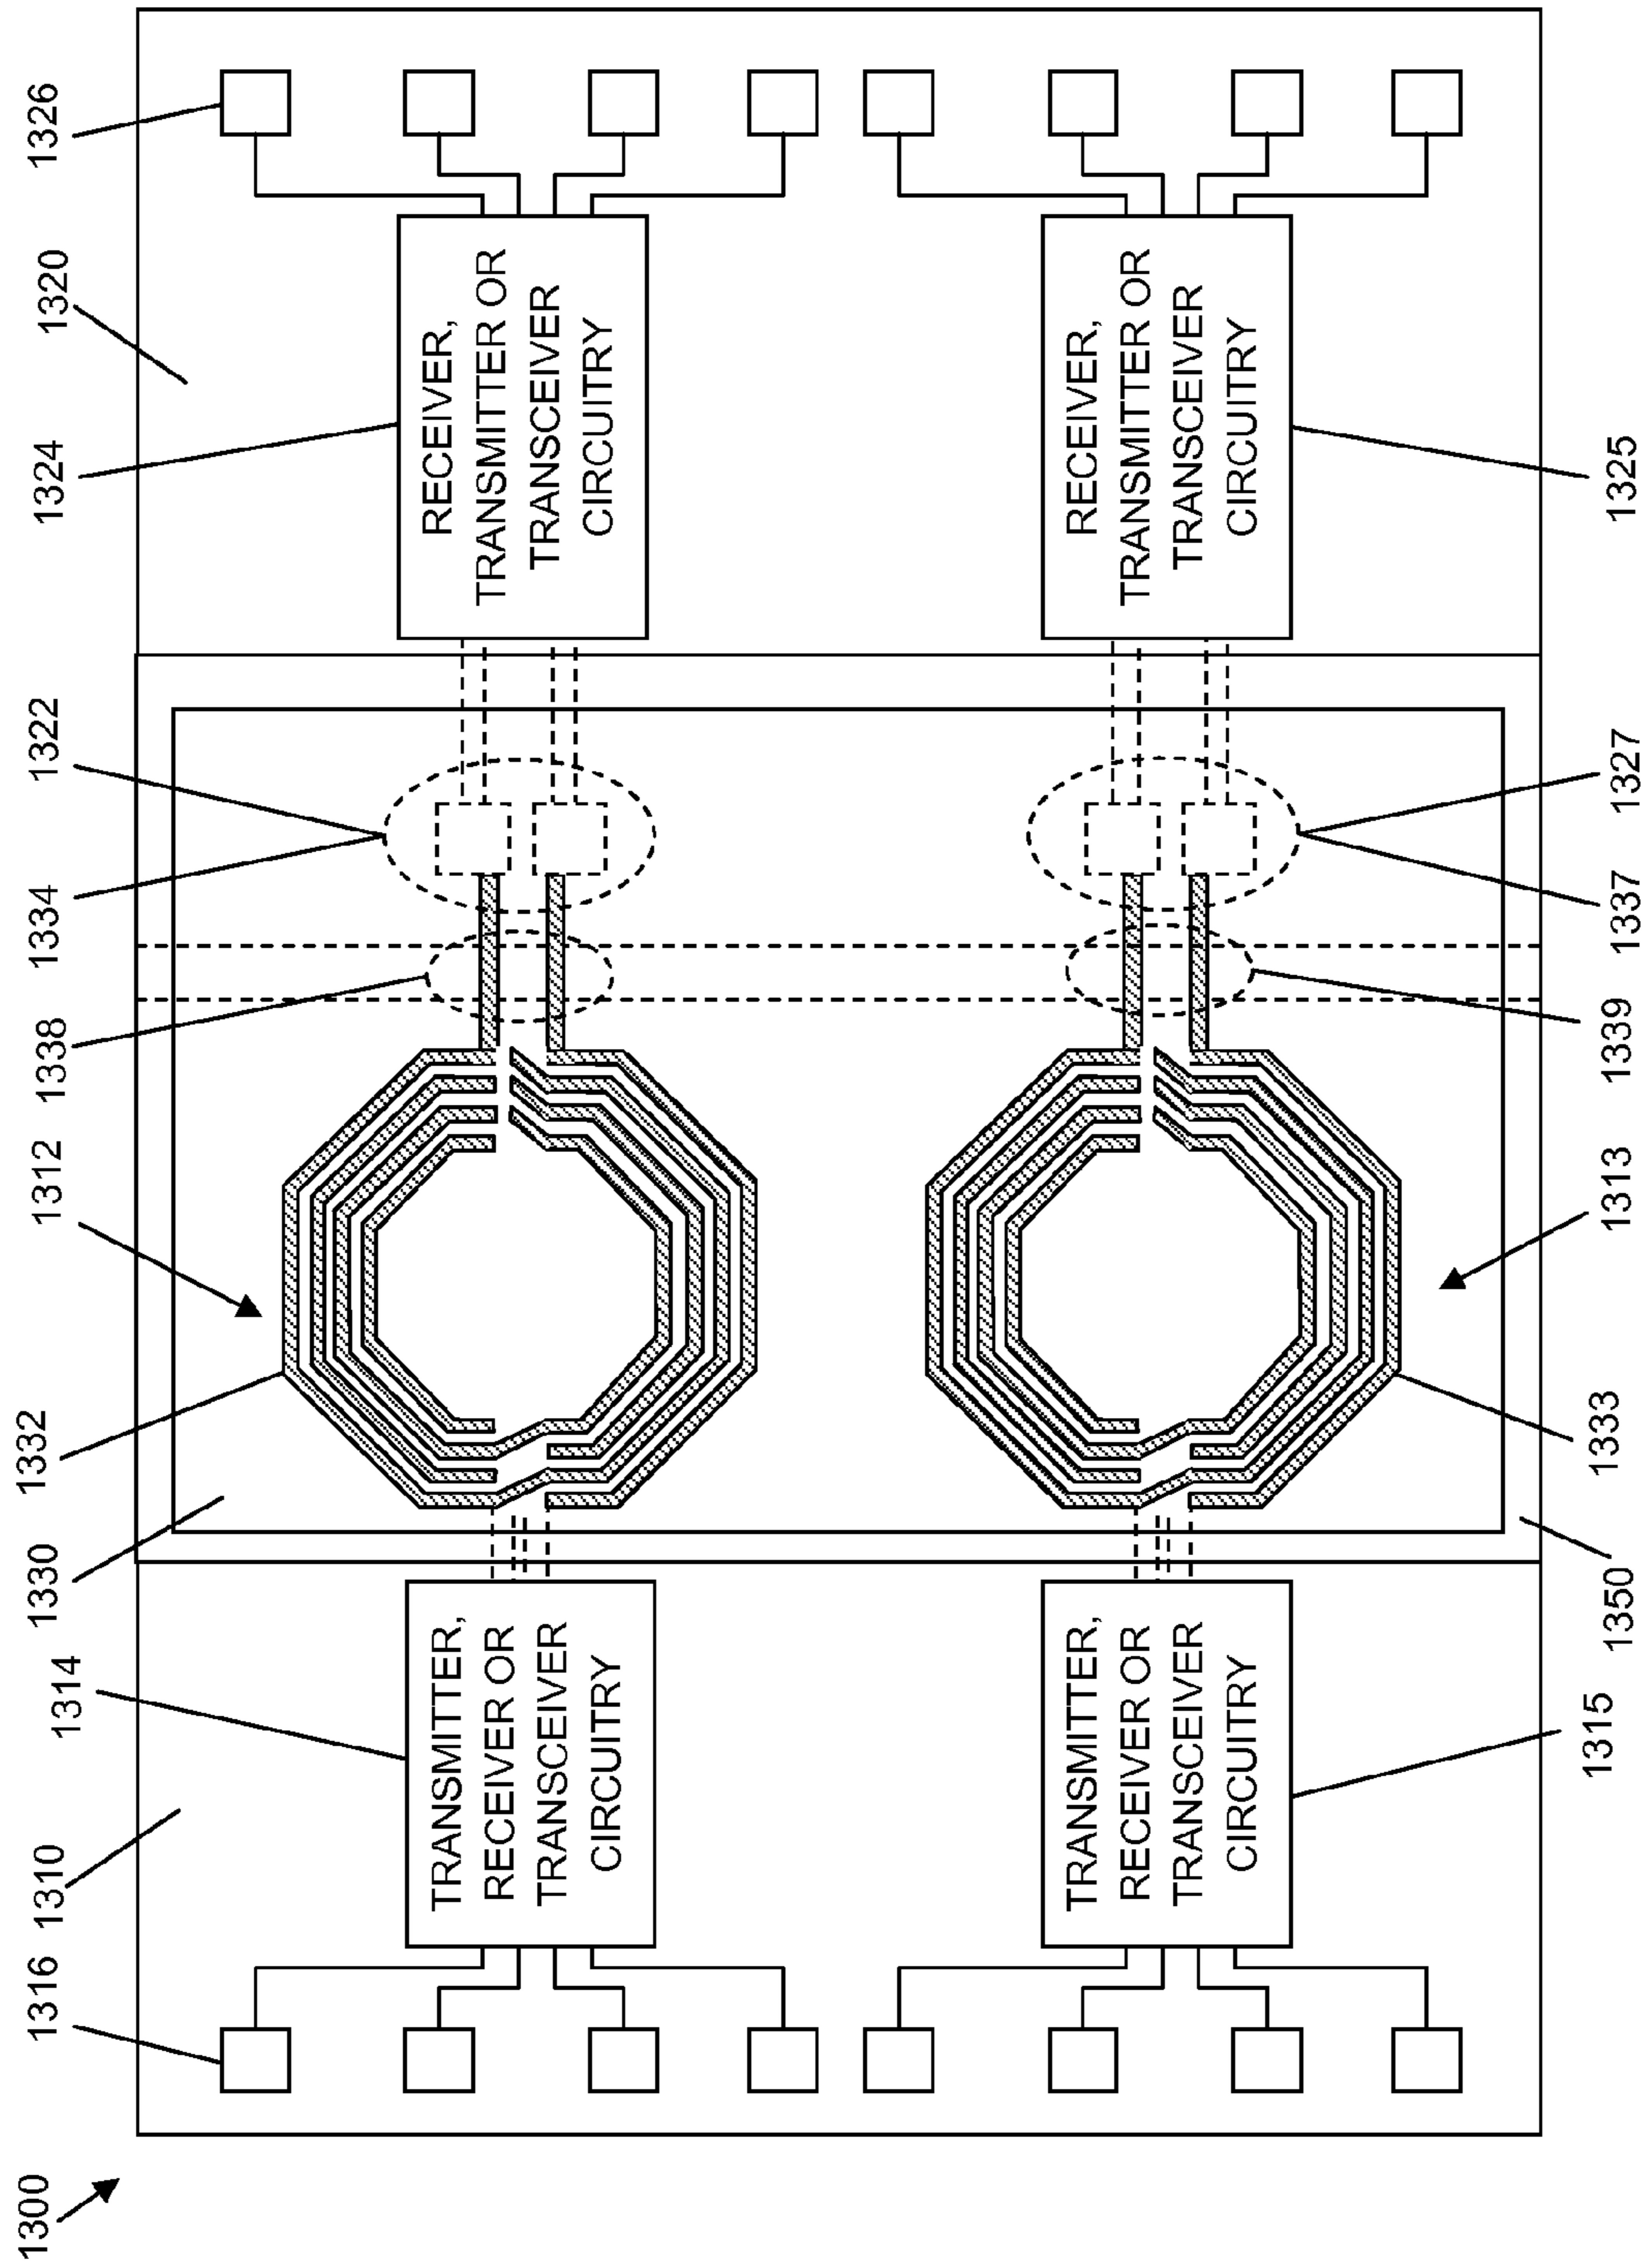 1300
1316
1310
1314
1330
1332
1312
1338
1334
1322
1324
1320
1326
TRANSMITTER,
RECEIVER OR
TRANSCEIVER
CIRCUITRY
RECEIVER,
TRANSMITTER OR
TRANSCEIVER
CIRCUITRY
TRANSMITTER,
RECEIVER OR
TRANSCEIVER
CIRCUITRY
RECEIVER,
TRANSMITTER OR
TRANSCEIVER
CIRCUITRY
1315
1350
1333
1313
1339
1337
1327
1325